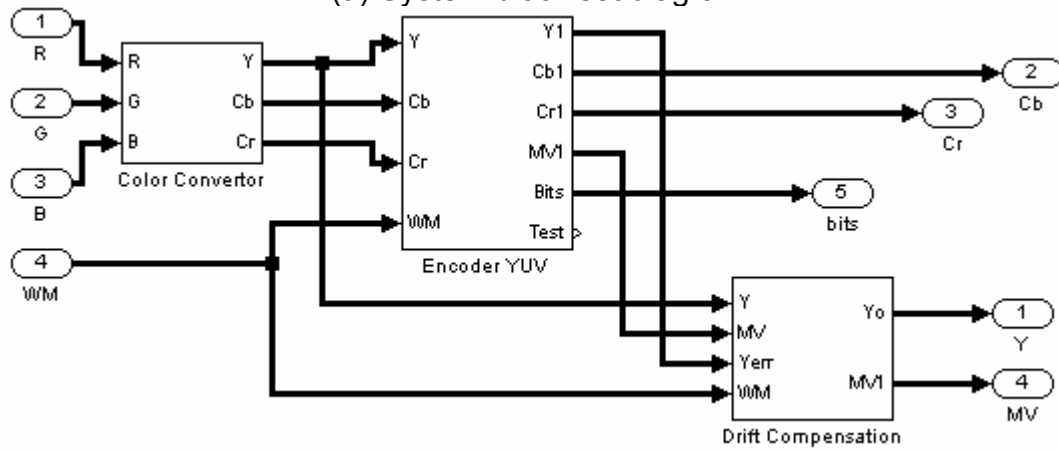 1
R
2
G
3
B
4
WM
R
G
B
Y
Cb
Cr
Color Convertor
Y
Cb
Cr
WM
Y1
Cb1
Cr1
MV1
Bits
Test
Encoder YUV
2
Cb
3
Cr
5
bits
Y
MV
Yerr
WM
Yo
MV1
Drift Compensation
1
Y
4
MV